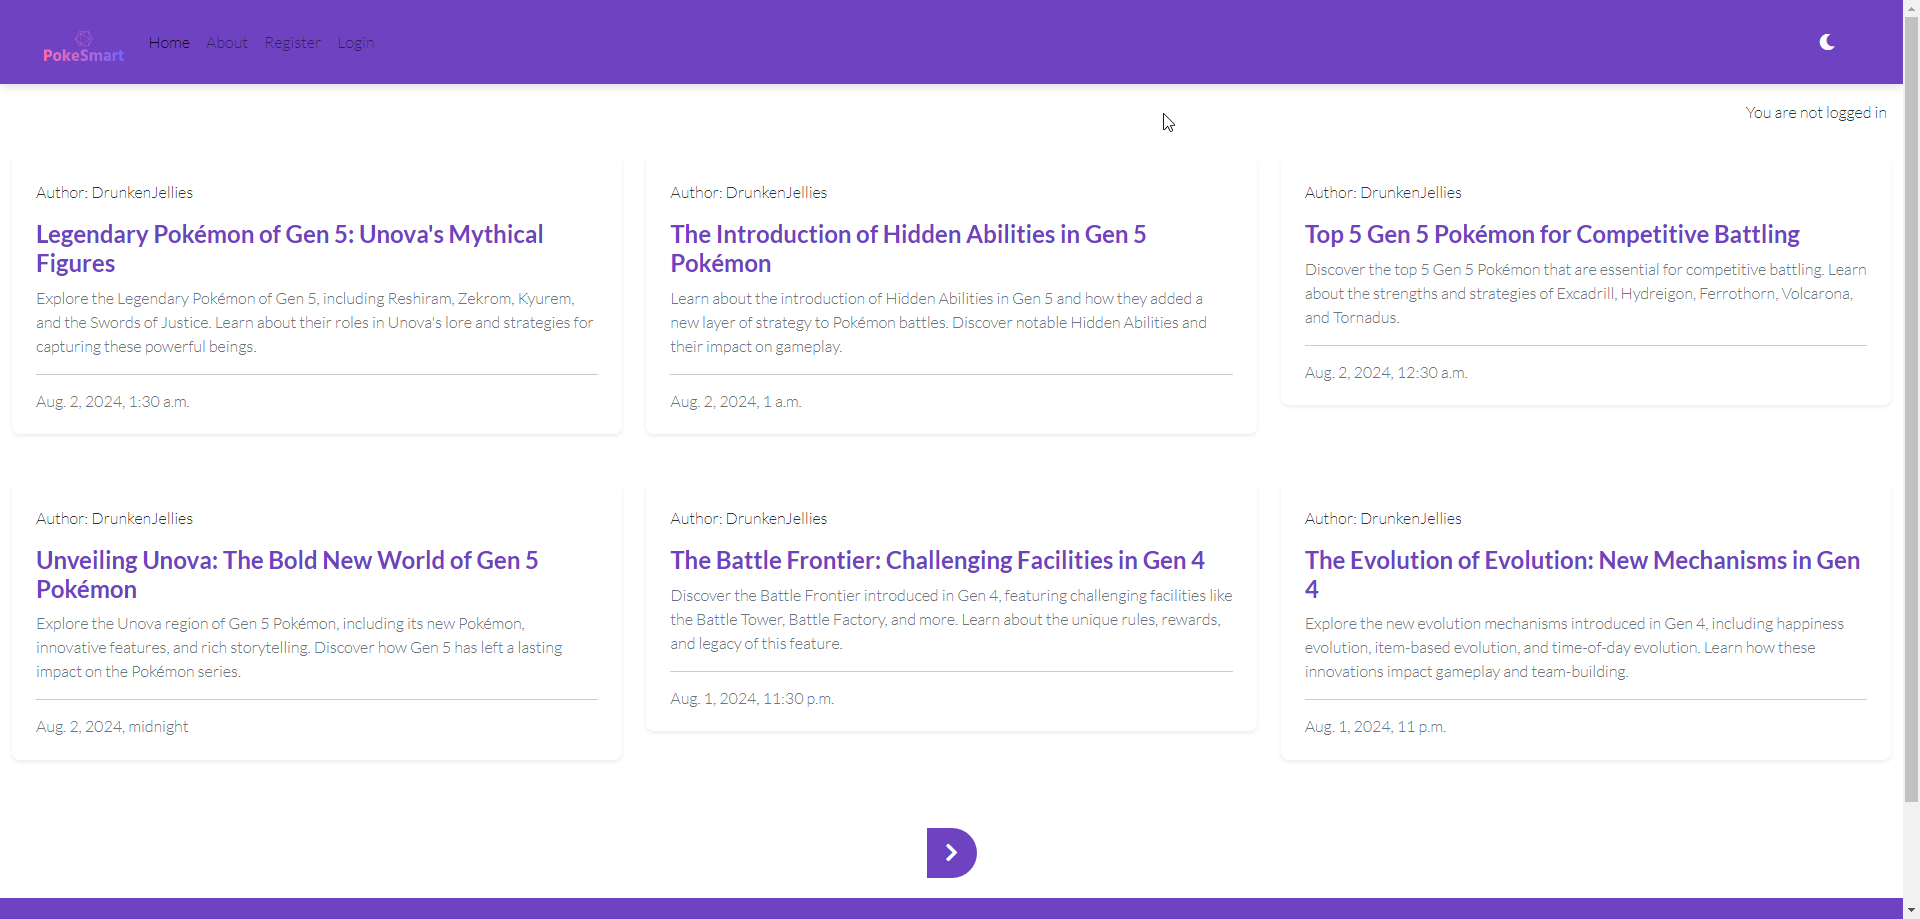 PokeSmart
Home
About
Register
Login
You are not logged in
Author: DrunkenJellies
Legendary Pokémon of Gen 5: Unova's Mythical
Figures
Explore the Legendary Pokémon of Gen 5, including Reshiram, Zekrom, Kyurem,
and the Swords of Justice. Learn about their roles in Unova's lore and strategies for
capturing these powerful beings.
Aug. 2, 2024, 1:30 a.m.
Author: DrunkenJellies
The Introduction of Hidden Abilities in Gen 5
Pokémon
Learn about the introduction of Hidden Abilities in Gen 5 and how they added a
new layer of strategy to Pokémon battles. Discover notable Hidden Abilities and
their impact on gameplay.
Aug. 2, 2024, 1 a.m.
Author: DrunkenJellies
Top 5 Gen 5 Pokémon for Competitive Battling
Discover the top 5 Gen 5 Pokémon that are essential for competitive battling. Learn
about the strengths and strategies of Excadrill, Hydreigon, Ferrothorn, Volcarona,
and Tornadus.
Aug. 2, 2024, 12:30 a.m.
Author: DrunkenJellies
Unveiling Unova: The Bold New World of Gen 5
Pokémon
Explore the Unova region of Gen 5 Pokémon, including its new Pokémon,
innovative features, and rich storytelling. Discover how Gen 5 has left a lasting
impact on the Pokémon series.
Aug. 2, 2024, midnight
Author: DrunkenJellies
The Battle Frontier: Challenging Facilities in Gen 4
Discover the Battle Frontier introduced in Gen 4, featuring challenging facilities like
the Battle Tower, Battle Factory, and more. Learn about the unique rules, rewards,
and legacy of this feature.
Aug. 1, 2024, 11:30 p.m.
Author: DrunkenJellies
The Evolution of Evolution: New Mechanisms in Gen
4
Explore the new evolution mechanisms introduced in Gen 4, including happiness
evolution, item-based evolution, and time-of-day evolution. Learn how these
innovations impact gameplay and team-building.
Aug. 1, 2024, 11 p.m.